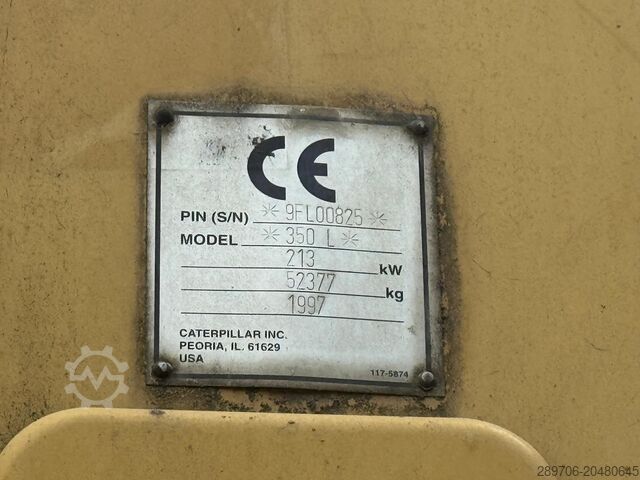 CE
PIN (S/N) *9FL00825*
MODEL *350 L*
213 kW
52377 kg
1997
CATERPILLAR INC.
PEORIA, IL. 61629
USA
117-5874
289706-20480645